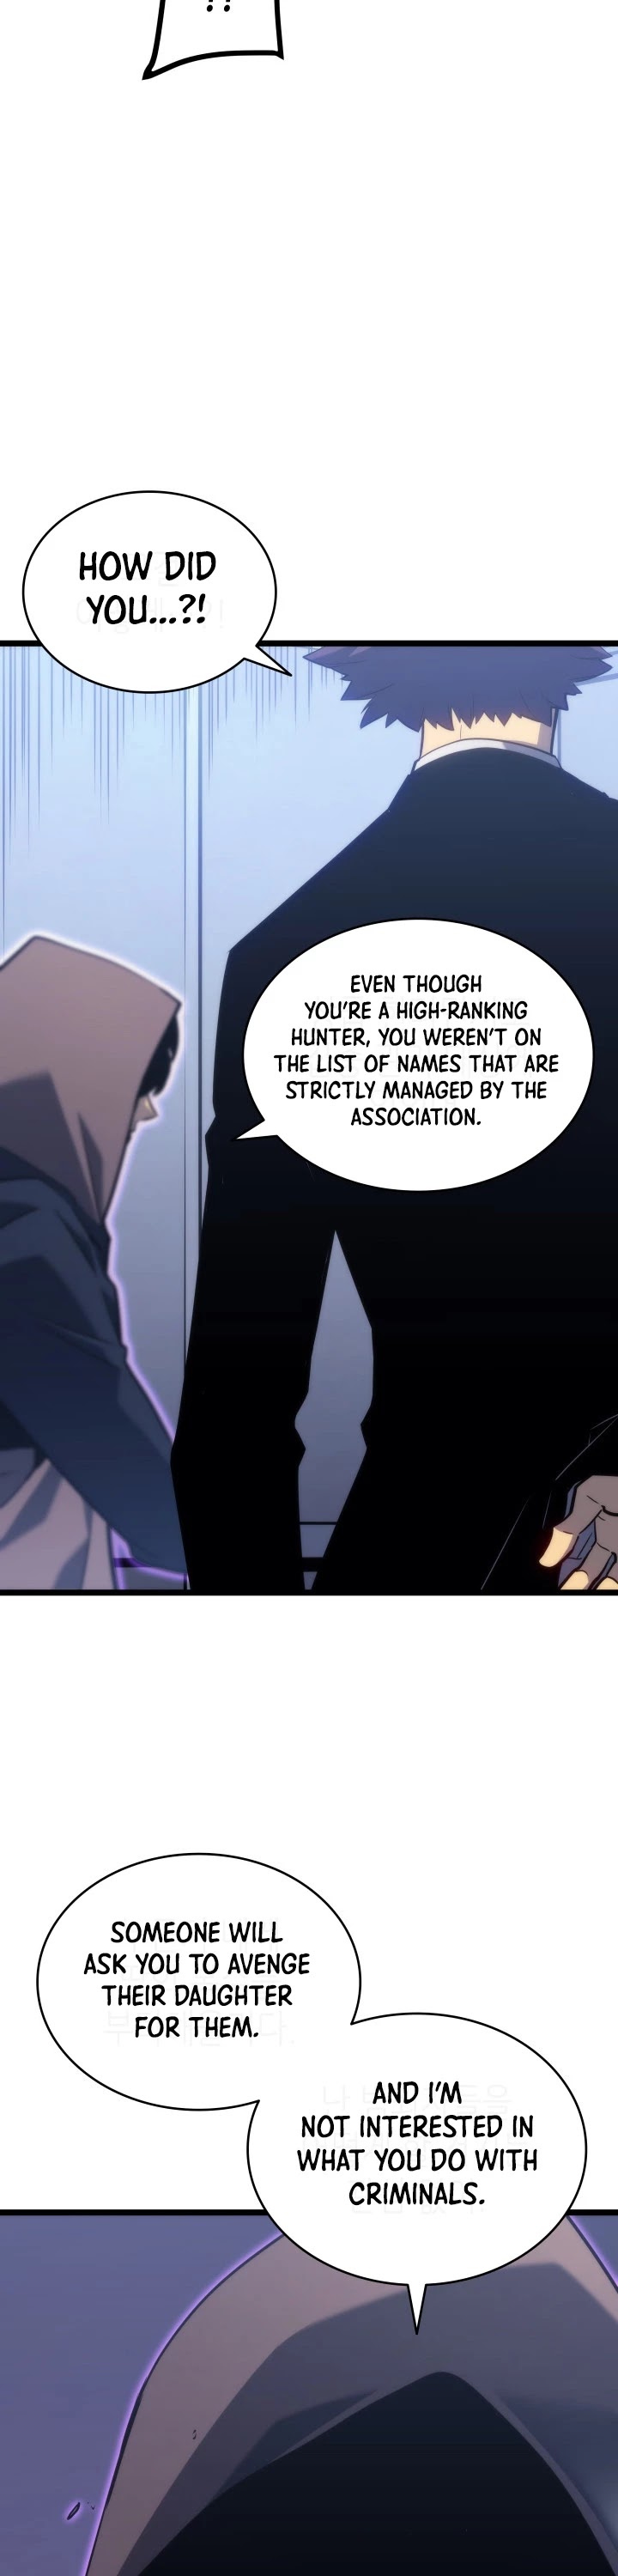 !!
HOW DID
YOU...?!
EVEN THOUGH
YOU'RE A HIGH-RANKING
HUNTER, YOU WEREN'T ON
THE LIST OF NAMES THAT ARE
STRICTLY MANAGED BY THE
ASSOCIATION.
SOMEONE WILL
ASK YOU TO AVENGE
THEIR DAUGHTER
FOR THEM.
AND I'M
NOT INTERESTED IN
WHAT YOU DO WITH
CRIMINALS.